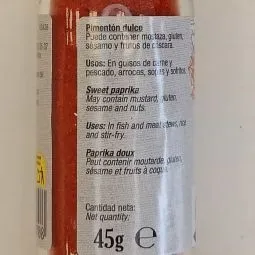 Pimentón dulce
Puede contener mostaza, gluten,
sésamo y frutos de cáscara.
Usos: En guisos de carne y
pescado, arroces, sopas y sofritos.
Sweet paprika
May contain mustard, gluten,
sesame and nuts.
Uses: In fish and meat stews, rice
and stir-fry.
Paprika doux
Peut contenir moutarde, gluten,
sésame et fruits à coque.
Cantidad neta:
Net quantity:
45g e